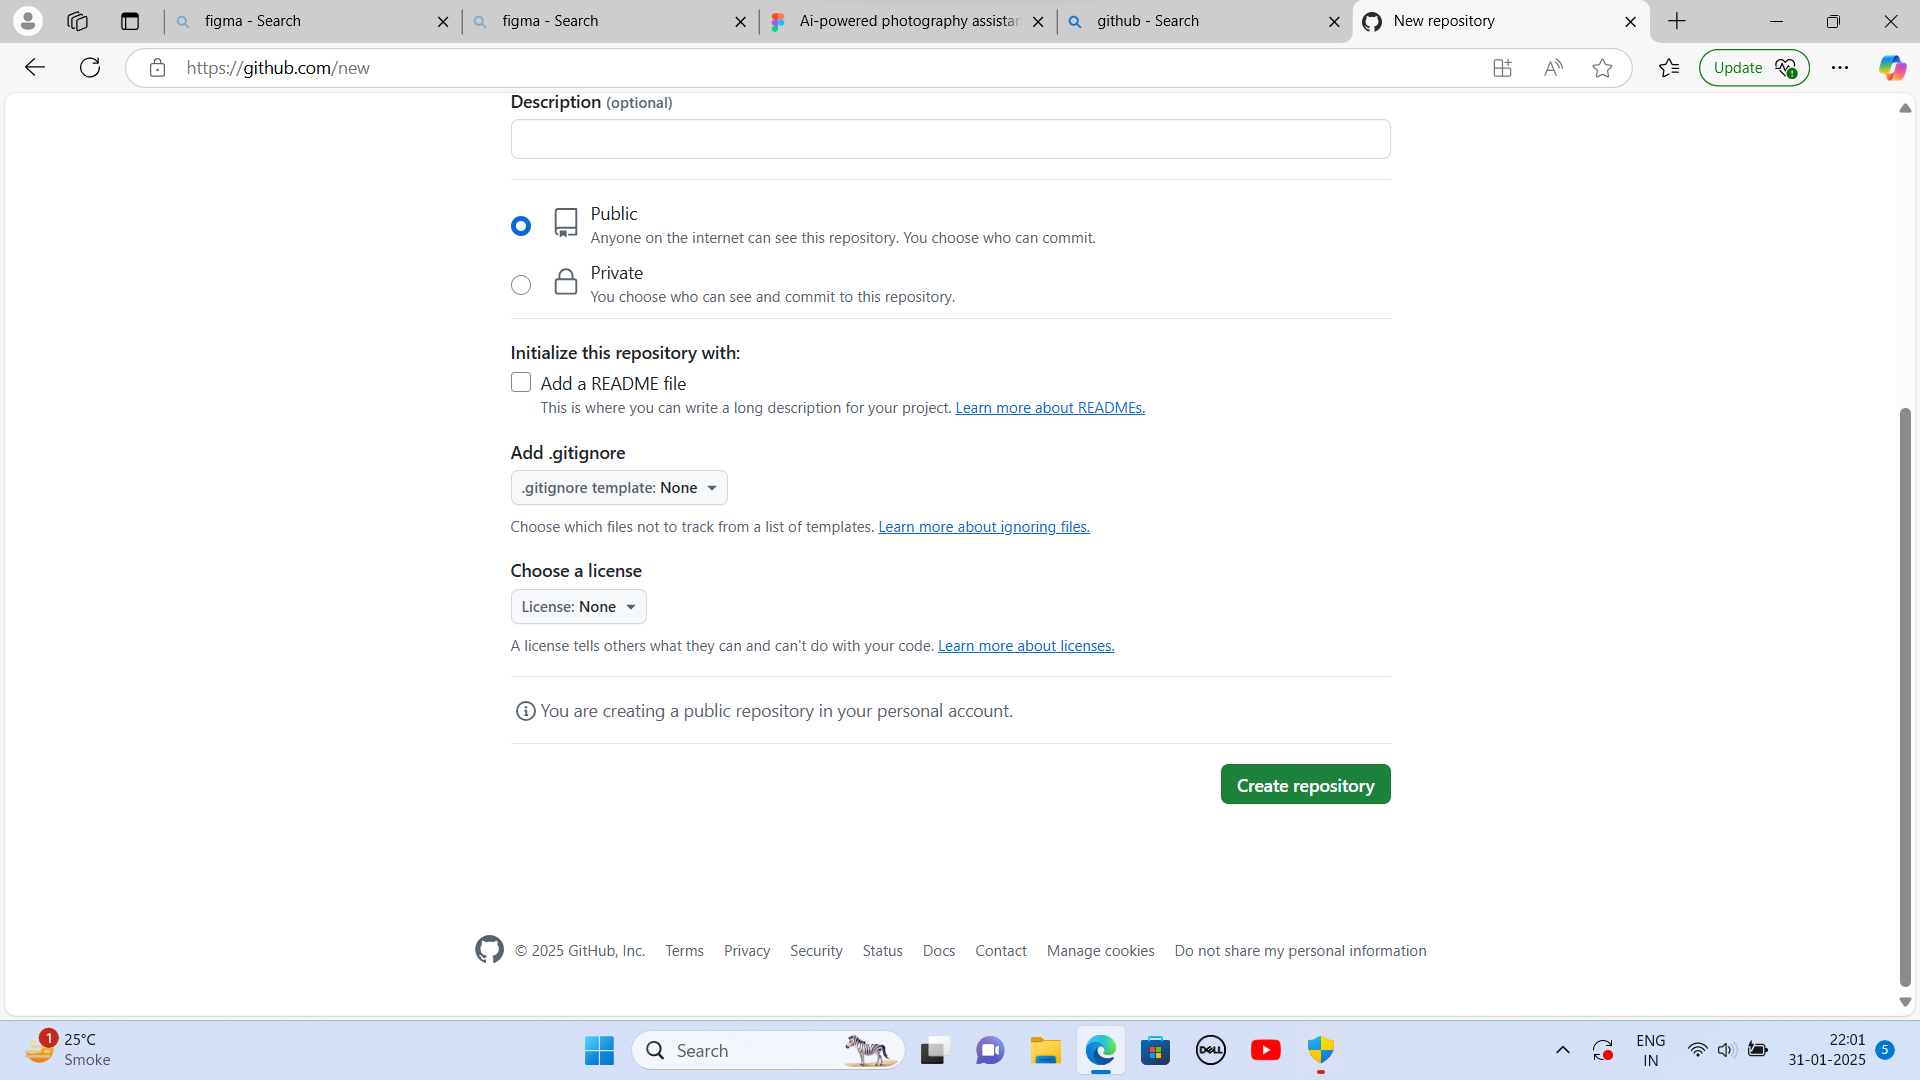 figma - Search
figma - Search
Ai-powered photography assistan
github - Search
New repository
https://github.com/new
Update
Description (optional)
Public
Anyone on the internet can see this repository. You choose who can commit.
Private
You choose who can see and commit to this repository.
Initialize this repository with:
Add a README file
This is where you can write a long description for your project. Learn more about READMEs.
Add .gitignore
.gitignore template: None
Choose which files not to track from a list of templates. Learn more about ignoring files.
Choose a license
License: None
A license tells others what they can and can't do with your code. Learn more about licenses.
You are creating a public repository in your personal account.
Create repository
© 2025 GitHub, Inc. Terms Privacy Security Status Docs Contact Manage cookies Do not share my personal information
1
25°C
Smoke
Search
DELL
ENG
IN
22:01
31-01-2025
5